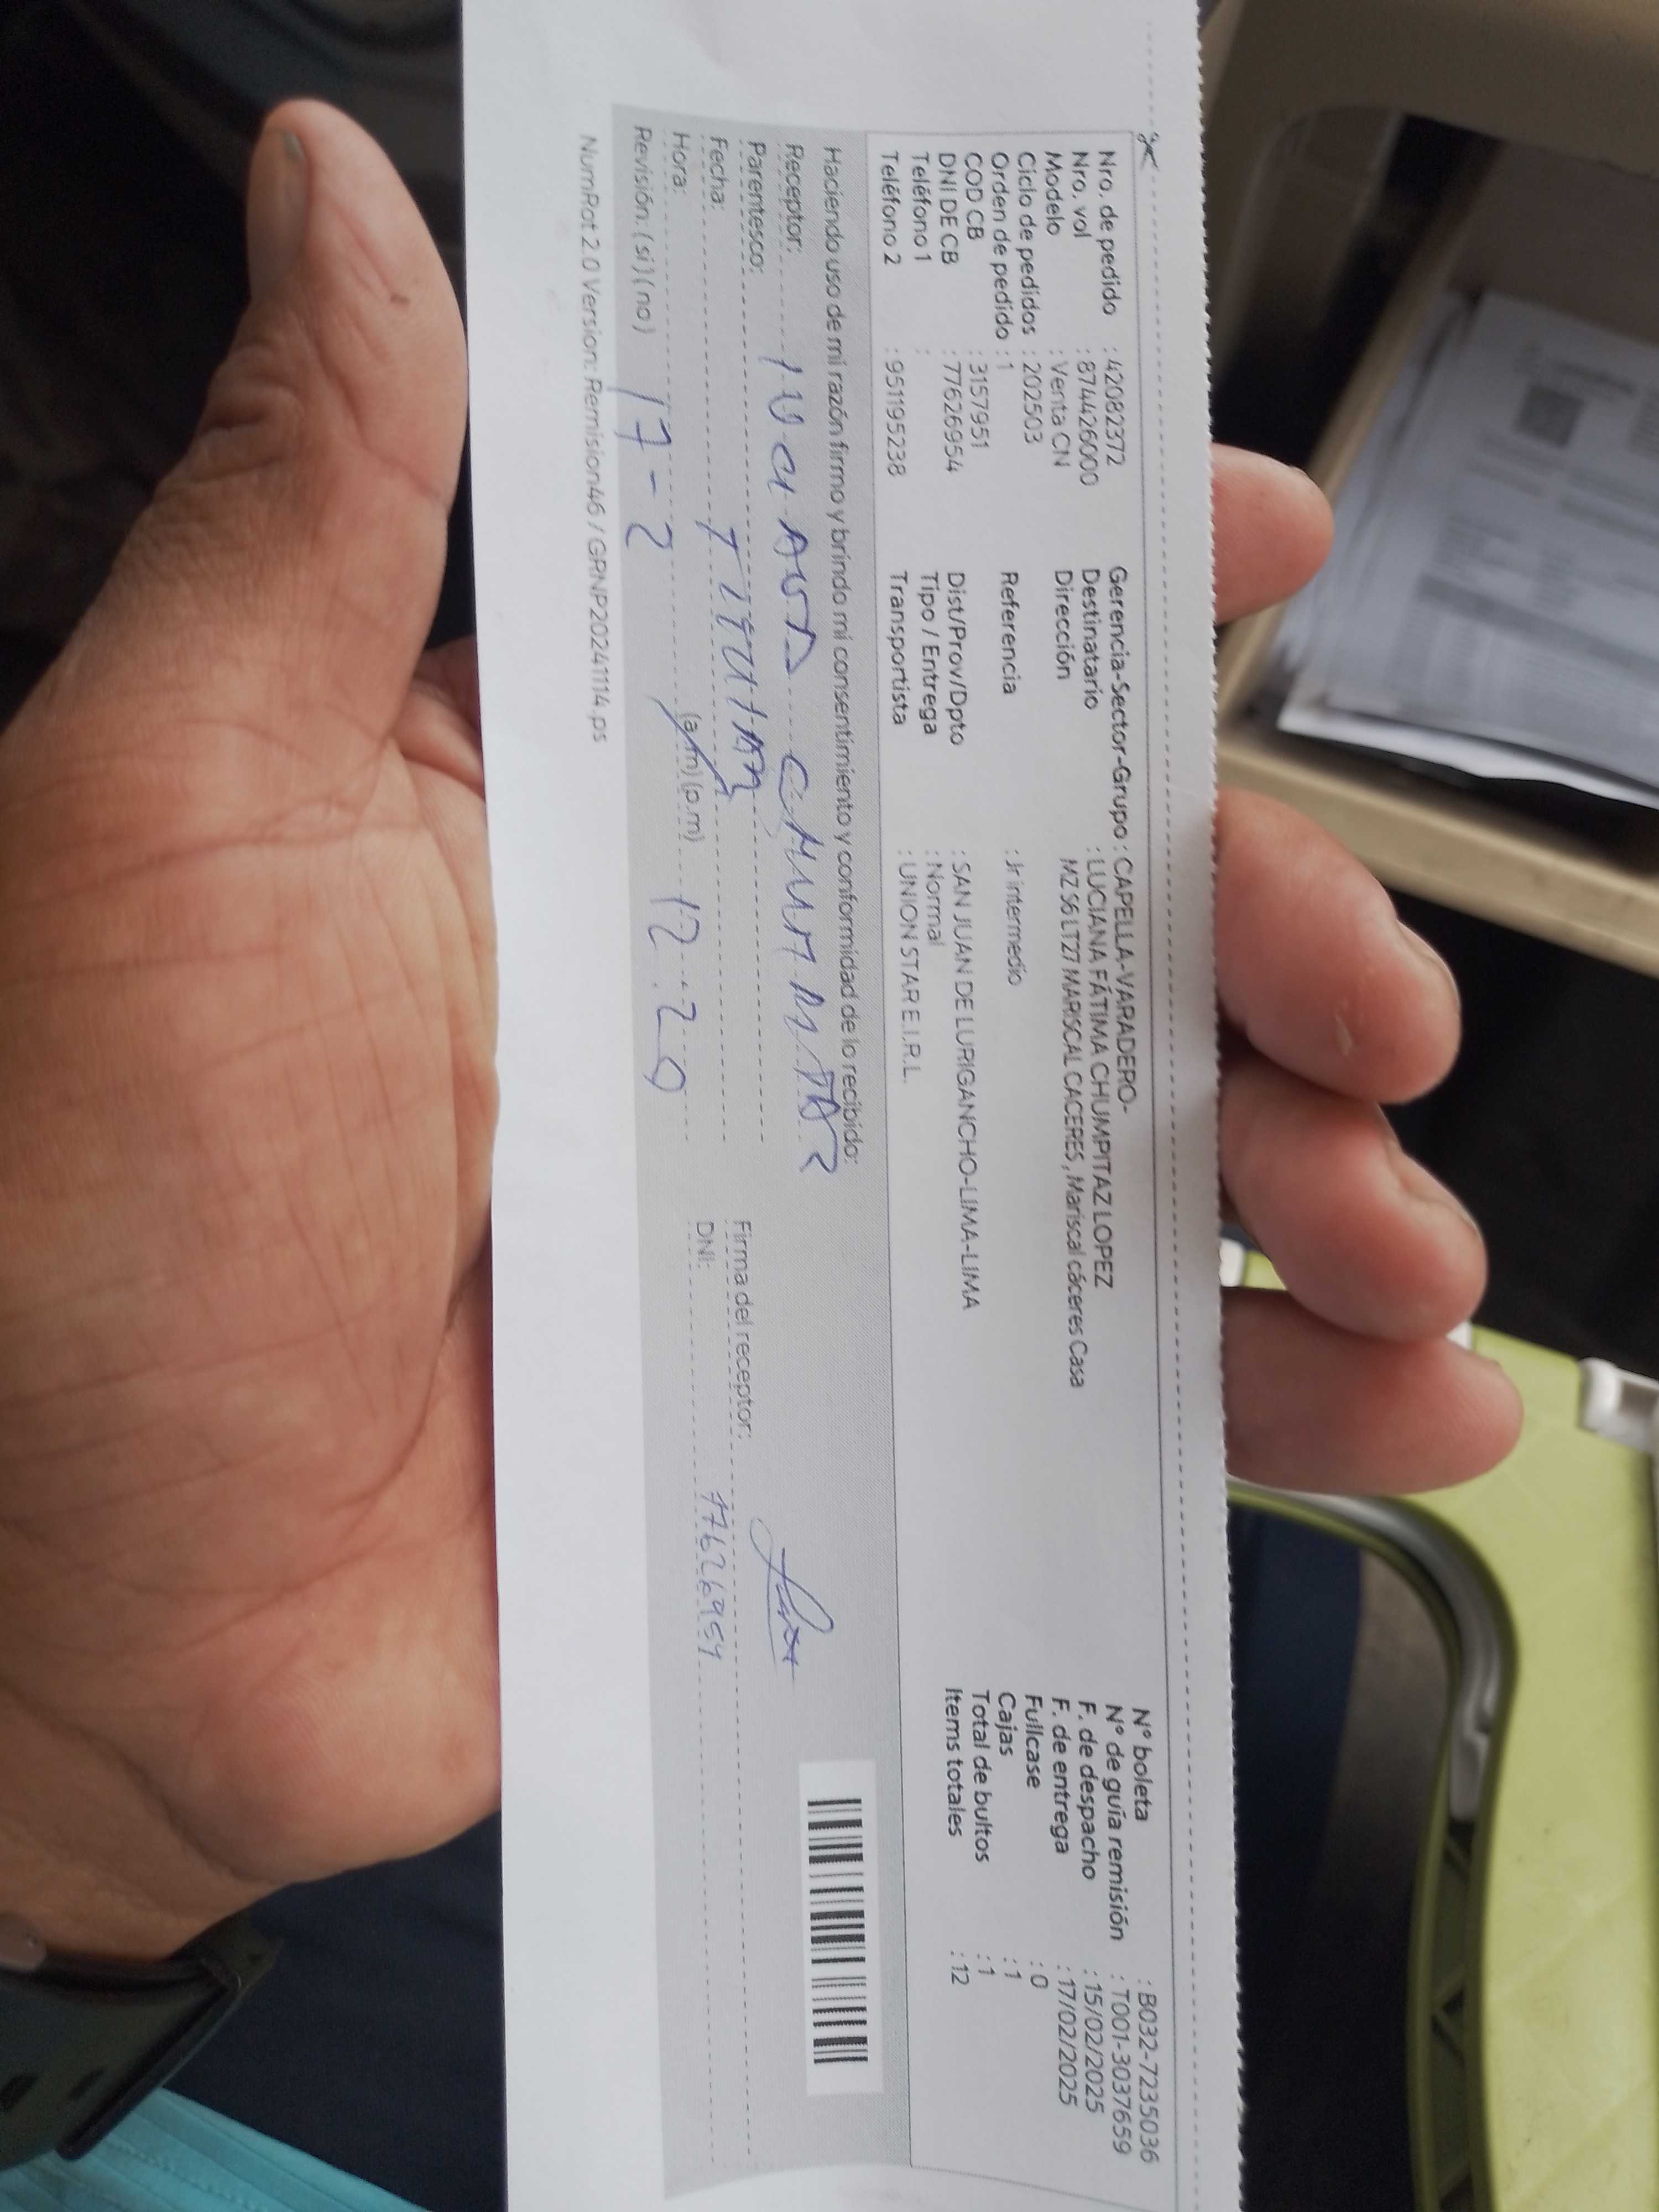 Nro. de pedido : 42082372
Nro. vol : 874426000
Modelo : Venta CN
Ciclo de pedidos : 202503
Orden de pedido : 1
COD CB : 3157951
DNI DE CB : 77626954
Teléfono 1 :
Teléfono 2 : 951195238
Gerencia-Sector-Grupo : CAPELLA-VARADERO-
Destinatario : LUCIANA FÁTIMA CHUMPITAZ LOPEZ
Dirección MZ S6 LT27 MARISCAL CACERES, Mariscal cáceres Casa
Referencia : Jr intermedio
Dist/Prov/Dpto : SAN JUAN DE LURIGANCHO-LIMA-LIMA
Tipo / Entrega : Normal
Transportista : UNION STAR E.I.R.L.
N° boleta : B032-7235036
N° de guía remisión : T001-3037659
F. de despacho : 15/02/2025
F. de entrega : 17/02/2025
Fullcase : 0
Cajas : 1
Total de bultos : 1
Items totales : 12
Haciendo uso de mi razón firmo y brindo mi consentimiento y conformidad de lo recibido:
Receptor:
Parentesco:
Fecha:
Hora: (a.m) (p.m) 12.20
Revisión: ( si ) ( no ) 17-2
Firma del receptor:
DNI: 77626954
NumRot 2.0 Version: Remision46 / GRNP20241114.ps